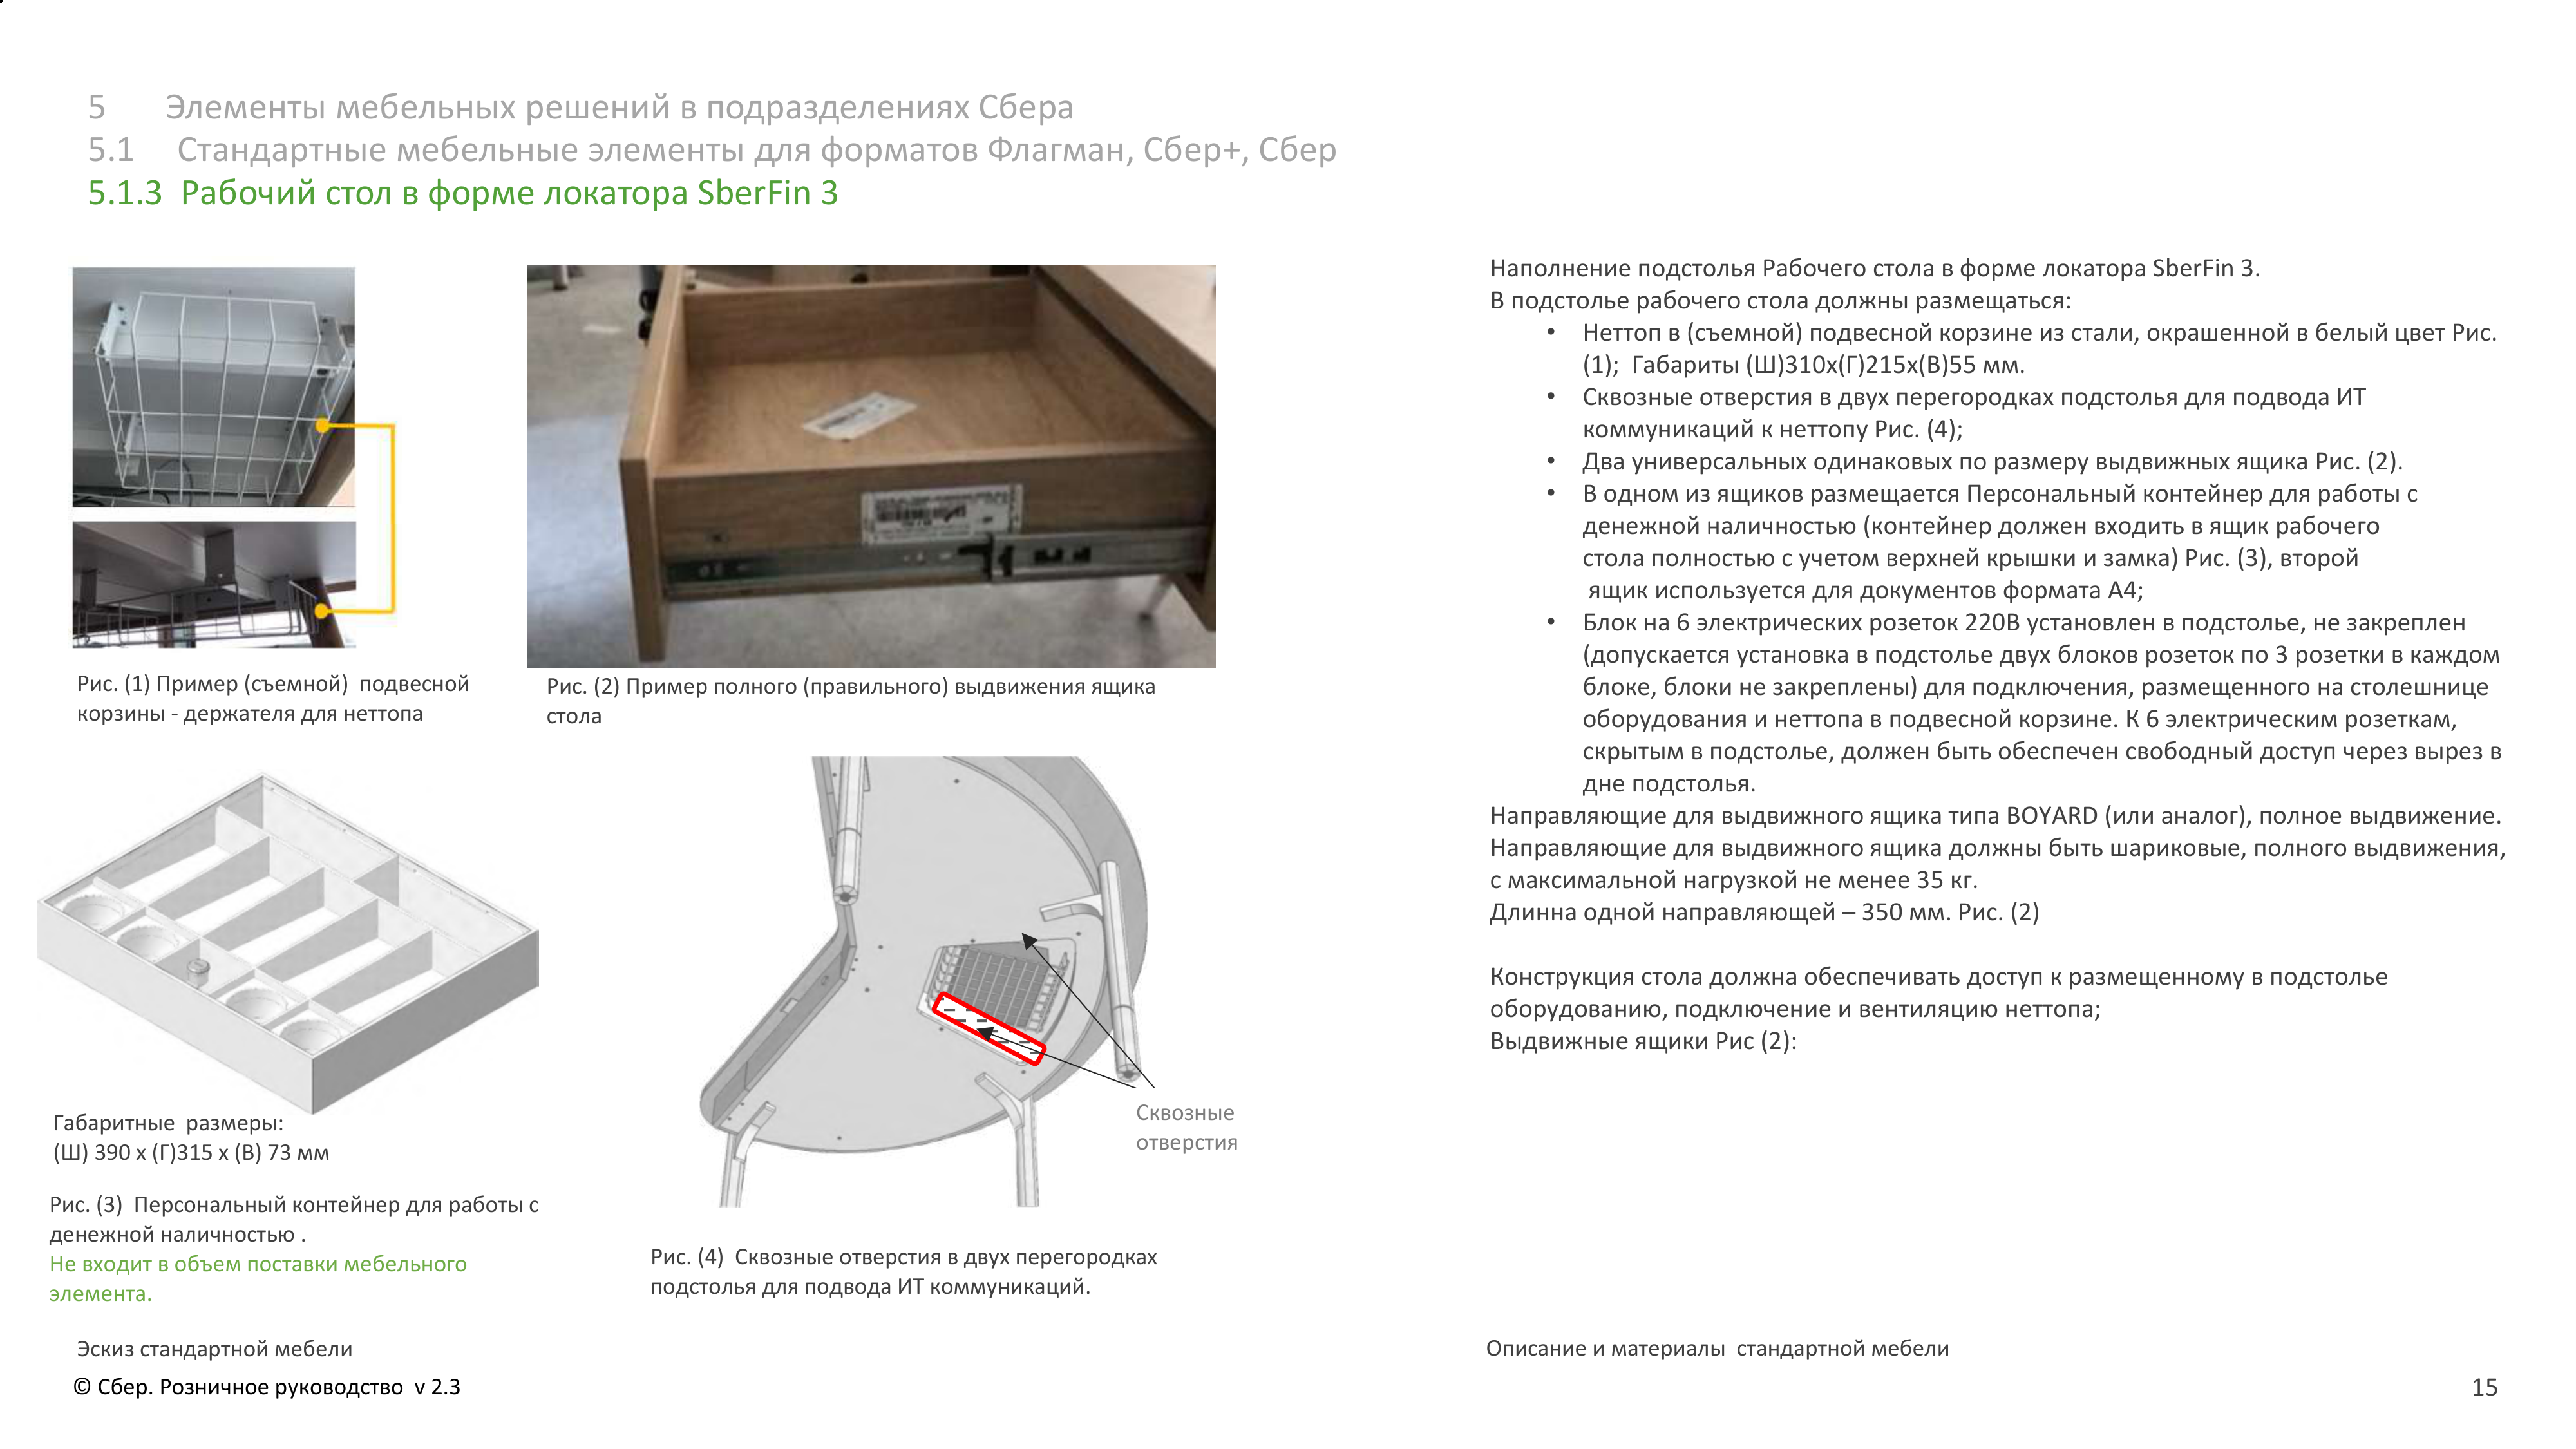 5 Элементы мебельных решений в подразделениях Сбера
5.1 Стандартные мебельные элементы для форматов Флагман, Сбер+, Сбер
5.1.3 Рабочий стол в форме локатора SberFin 3
Рис. (1) Пример (съемной) подвесной
корзины - держателя для неттопа
Рис. (2) Пример полного (правильного) выдвижения ящика
стола
Габаритные размеры:
(Ш) 390 х (Г)315 х (В) 73 мм
Рис. (3) Персональный контейнер для работы с
денежной наличностью .
Не входит в объем поставки мебельного
элемента.
Сквозные
отверстия
Рис. (4) Сквозные отверстия в двух перегородках
подстолья для подвода ИТ коммуникаций.
Наполнение подстолья Рабочего стола в форме локатора SberFin 3.
В подстолье рабочего стола должны размещаться:
• Неттоп в (съемной) подвесной корзине из стали, окрашенной в белый цвет Рис.
(1); Габариты (Ш)310х(Г)215х(В)55 мм.
• Сквозные отверстия в двух перегородках подстолья для подвода ИТ
коммуникаций к неттопу Рис. (4);
• Два универсальных одинаковых по размеру выдвижных ящика Рис. (2).
• В одном из ящиков размещается Персональный контейнер для работы с
денежной наличностью (контейнер должен входить в ящик рабочего
стола полностью с учетом верхней крышки и замка) Рис. (3), второй
ящик используется для документов формата А4;
• Блок на 6 электрических розеток 220В установлен в подстолье, не закреплен
(допускается установка в подстолье двух блоков розеток по 3 розетки в каждом
блоке, блоки не закреплены) для подключения, размещенного на столешнице
оборудования и неттопа в подвесной корзине. К 6 электрическим розеткам,
скрытым в подстолье, должен быть обеспечен свободный доступ через вырез в
дне подстолья.
Направляющие для выдвижного ящика типа BOYARD (или аналог), полное выдвижение.
Направляющие для выдвижного ящика должны быть шариковые, полного выдвижения,
с максимальной нагрузкой не менее 35 кг.
Длинна одной направляющей – 350 мм. Рис. (2)
Конструкция стола должна обеспечивать доступ к размещенному в подстолье
оборудованию, подключение и вентиляцию неттопа;
Выдвижные ящики Рис (2):
Эскиз стандартной мебели
Описание и материалы стандартной мебели
© Сбер. Розничное руководство v 2.3
15